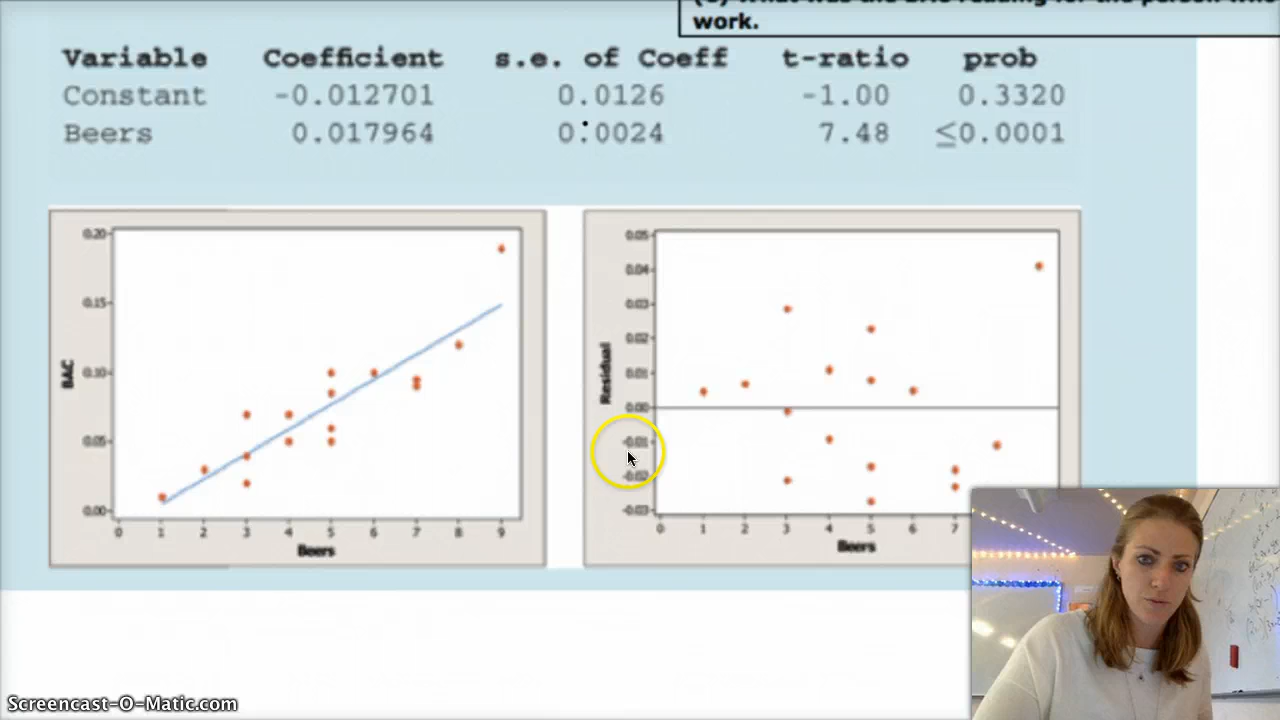 work.
Variable Coefficient s.e. of Coeff t-ratio prob
Constant -0.012701 0.0126 -1.00 0.3320
Beers 0.017964 0.0024 7.48 ≤0.0001
0.20
0.15
0.10
0.05
0.00
BAC
0 1 2 3 4 5 6 7 8 9
Beers
0.05
0.04
0.03
0.02
0.01
0.00
-0.01
-0.02
-0.03
Residual
0 1 2 3 4 5 6 7
Beers
Screencast-O-Matic.com